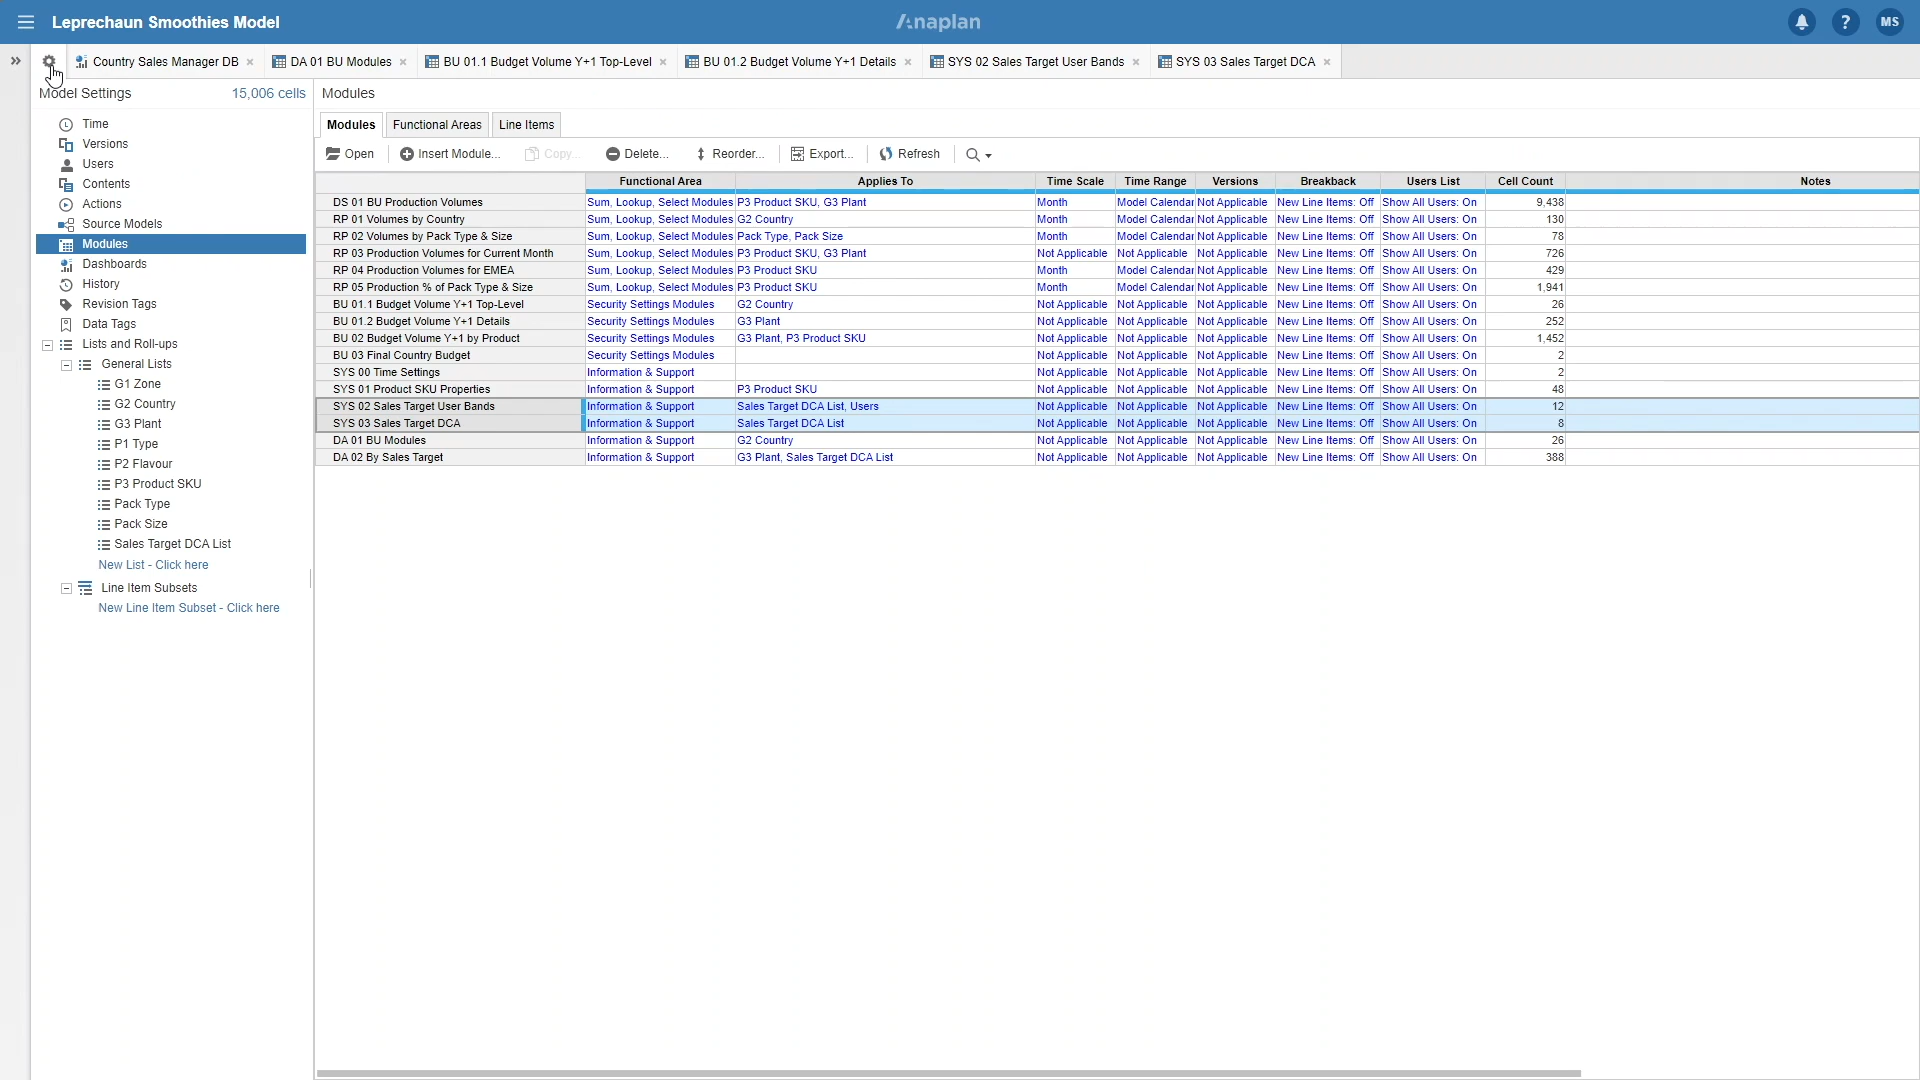 Leprechaun Smoothies Model
Anaplan
? MS
Country Sales Manager DB × DA 01 BU Modules × BU 01.1 Budget Volume Y+1 Top-Level × BU 01.2 Budget Volume Y+1 Details × SYS 02 Sales Target User Bands × SYS 03 Sales Target DCA ×
Model Settings 15,006 cells
Time
Versions
Users
Contents
Actions
Source Models
Modules
Dashboards
History
Revision Tags
Data Tags
Lists and Roll-ups
General Lists
G1 Zone
G2 Country
G3 Plant
P1 Type
P2 Flavour
P3 Product SKU
Pack Type
Pack Size
Sales Target DCA List
New List - Click here
Line Item Subsets
New Line Item Subset - Click here
Modules
Modules Functional Areas Line Items
Open Insert Module... Copy... Delete... Reorder... Export... Refresh
Functional Area Applies To Time Scale Time Range Versions Breakback Users List Cell Count Notes
DS 01 BU Production Volumes Sum, Lookup, Select Modules P3 Product SKU, G3 Plant Month Model Calendar Not Applicable New Line Items: Off Show All Users: On 9,438
RP 01 Volumes by Country Sum, Lookup, Select Modules G2 Country Month Model Calendar Not Applicable New Line Items: Off Show All Users: On 130
RP 02 Volumes by Pack Type & Size Sum, Lookup, Select Modules Pack Type, Pack Size Month Model Calendar Not Applicable New Line Items: Off Show All Users: On 78
RP 03 Production Volumes for Current Month Sum, Lookup, Select Modules P3 Product SKU, G3 Plant Not Applicable Not Applicable Not Applicable New Line Items: Off Show All Users: On 726
RP 04 Production Volumes for EMEA Sum, Lookup, Select Modules P3 Product SKU Month Model Calendar Not Applicable New Line Items: Off Show All Users: On 429
RP 05 Production % of Pack Type & Size Sum, Lookup, Select Modules P3 Product SKU Month Model Calendar Not Applicable New Line Items: Off Show All Users: On 1,941
BU 01.1 Budget Volume Y+1 Top-Level Security Settings Modules G2 Country Not Applicable Not Applicable Not Applicable New Line Items: Off Show All Users: On 26
BU 01.2 Budget Volume Y+1 Details Security Settings Modules G3 Plant Not Applicable Not Applicable Not Applicable New Line Items: Off Show All Users: On 252
BU 02 Budget Volume Y+1 by Product Security Settings Modules G3 Plant, P3 Product SKU Not Applicable Not Applicable Not Applicable New Line Items: Off Show All Users: On 1,452
BU 03 Final Country Budget Security Settings Modules Not Applicable Not Applicable Not Applicable New Line Items: Off Show All Users: On 2
SYS 00 Time Settings Information & Support Not Applicable Not Applicable Not Applicable New Line Items: Off Show All Users: On 2
SYS 01 Product SKU Properties Information & Support P3 Product SKU Not Applicable Not Applicable Not Applicable New Line Items: Off Show All Users: On 48
SYS 02 Sales Target User Bands Information & Support Sales Target DCA List, Users Not Applicable Not Applicable Not Applicable New Line Items: Off Show All Users: On 12
SYS 03 Sales Target DCA Information & Support Sales Target DCA List Not Applicable Not Applicable Not Applicable New Line Items: Off Show All Users: On 8
DA 01 BU Modules Information & Support G2 Country Not Applicable Not Applicable Not Applicable New Line Items: Off Show All Users: On 26
DA 02 By Sales Target Information & Support G3 Plant, Sales Target DCA List Not Applicable Not Applicable Not Applicable New Line Items: Off Show All Users: On 388